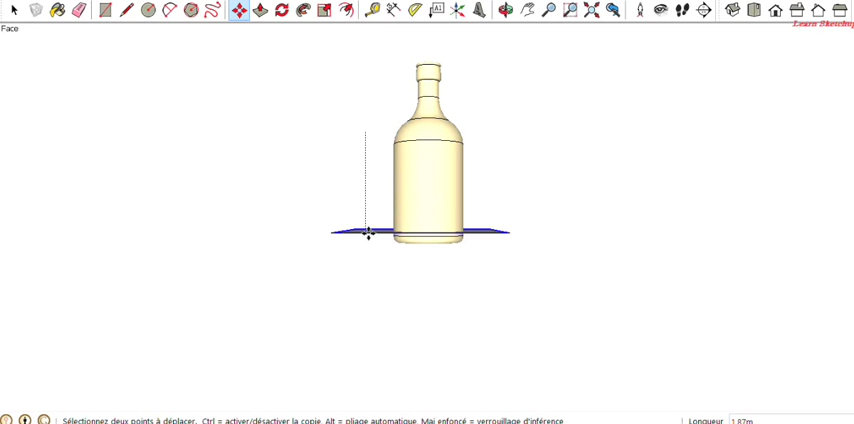 A1
Learn Sketchup
Face
Sélectionnez deux points à déplacer. Ctrl = activer/désactiver la copie, Alt = pliage automatique, Maj enfoncé = verrouillage d'inférence
Longueur 1.87m